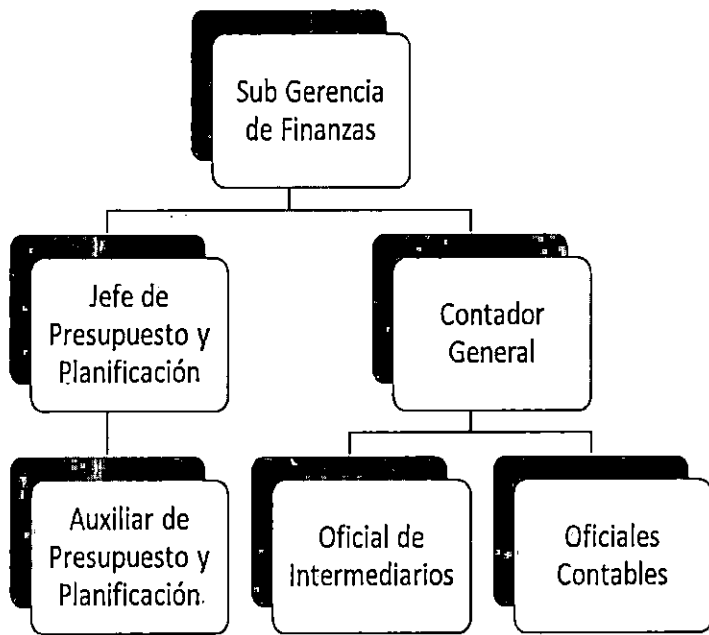 Sub Gerencia
de Finanzas
Jefe de
Presupuesto y
Planificación
Contador
General
Auxiliar de
Presupuesto y
Planificación
Oficial de
Intermediarios
Oficiales
Contables